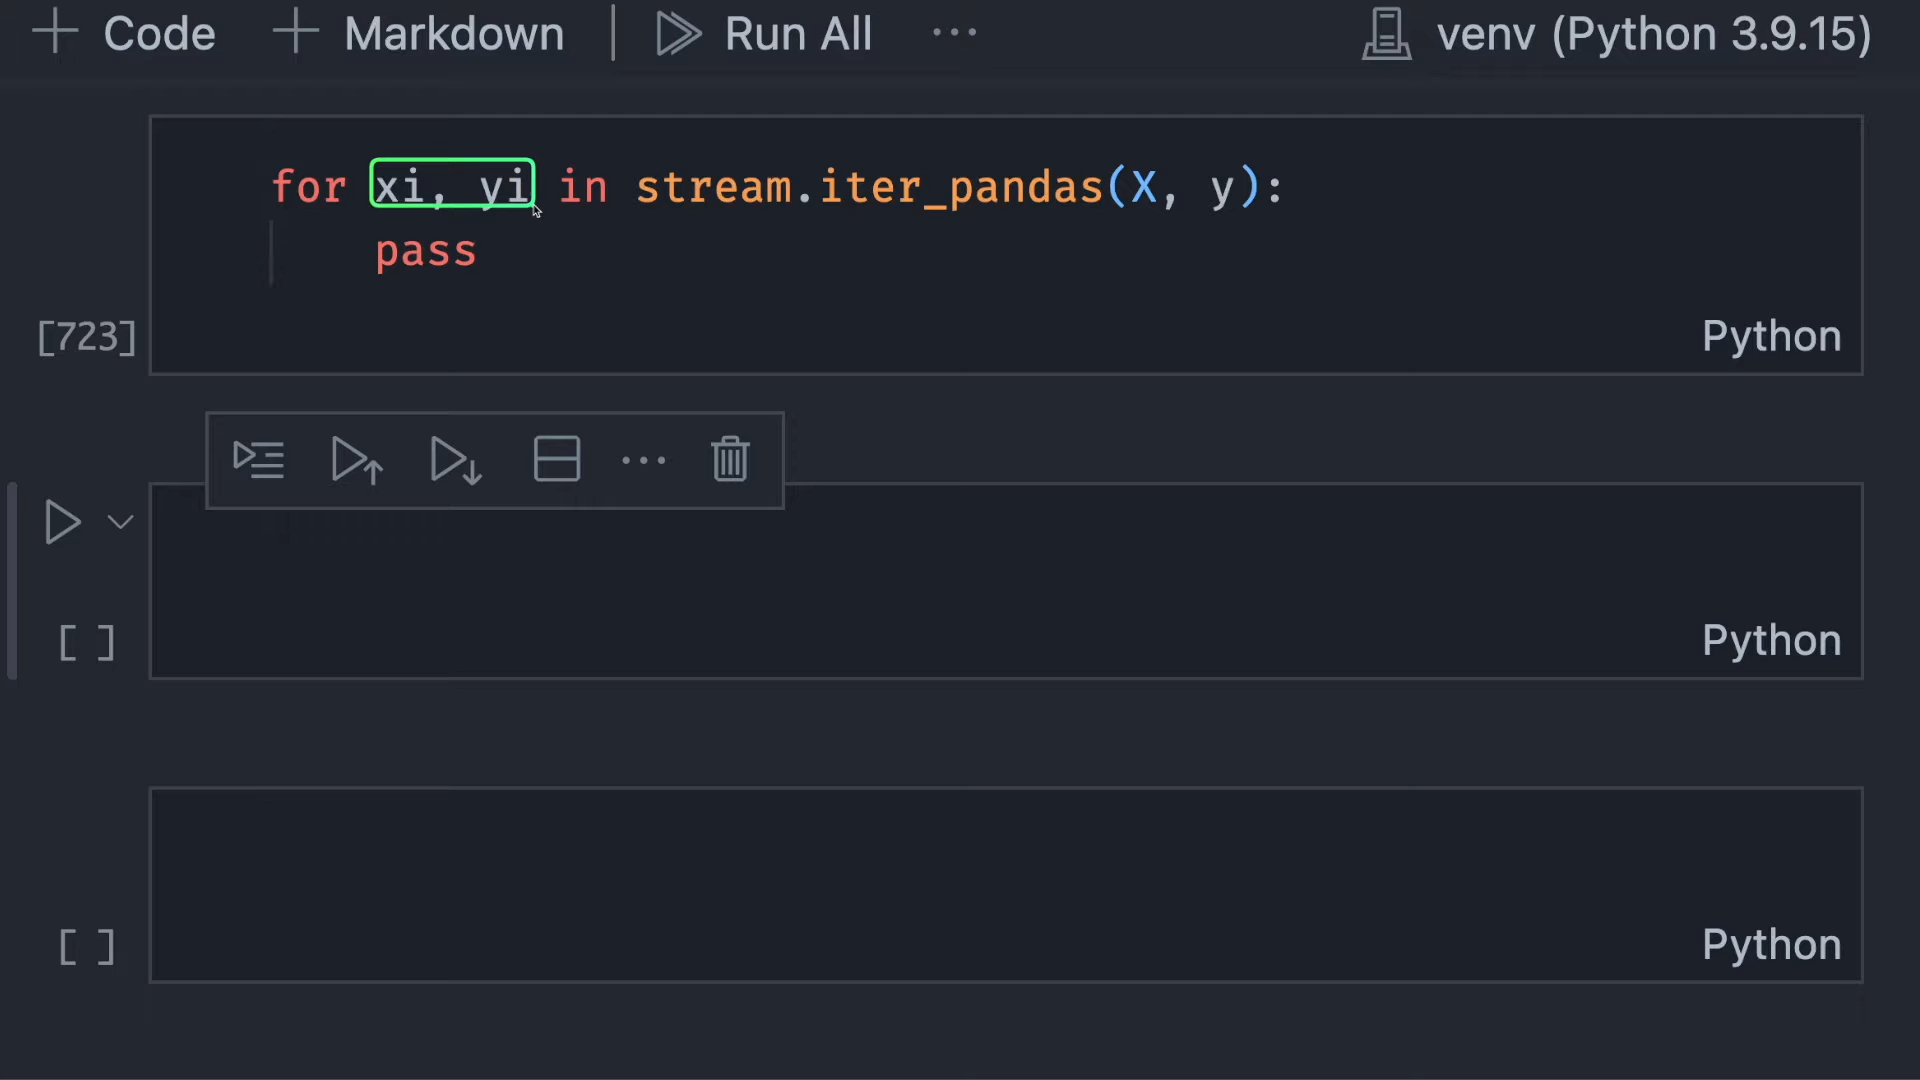 Code Markdown Run All ··· venv (Python 3.9.15)
for xi, yi in stream.iter_pandas(X, y):
pass
[723]
Python
[ ]
Python
[ ]
Python